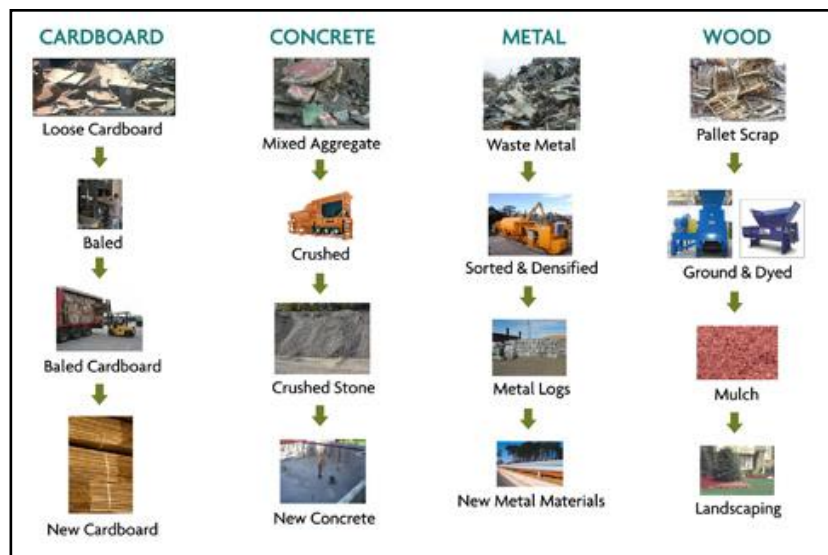 CARDBOARD
Loose Cardboard
Baled
Baled Cardboard
New Cardboard
CONCRETE
Mixed Aggregate
Crushed
Crushed Stone
New Concrete
METAL
Waste Metal
Sorted & Densified
Metal Logs
New Metal Materials
WOOD
Pallet Scrap
Ground & Dyed
Mulch
Landscaping